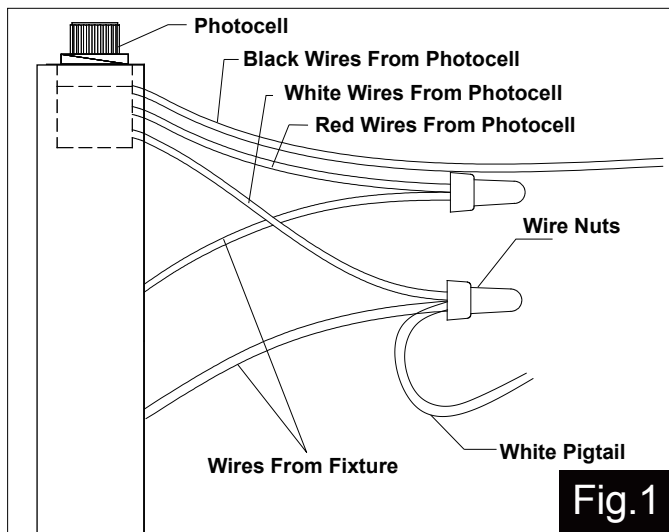 Photocell
Black Wires From Photocell
White Wires From Photocell
Red Wires From Photocell
Wire Nuts
White Pigtail
Wires From Fixture
Fig.1